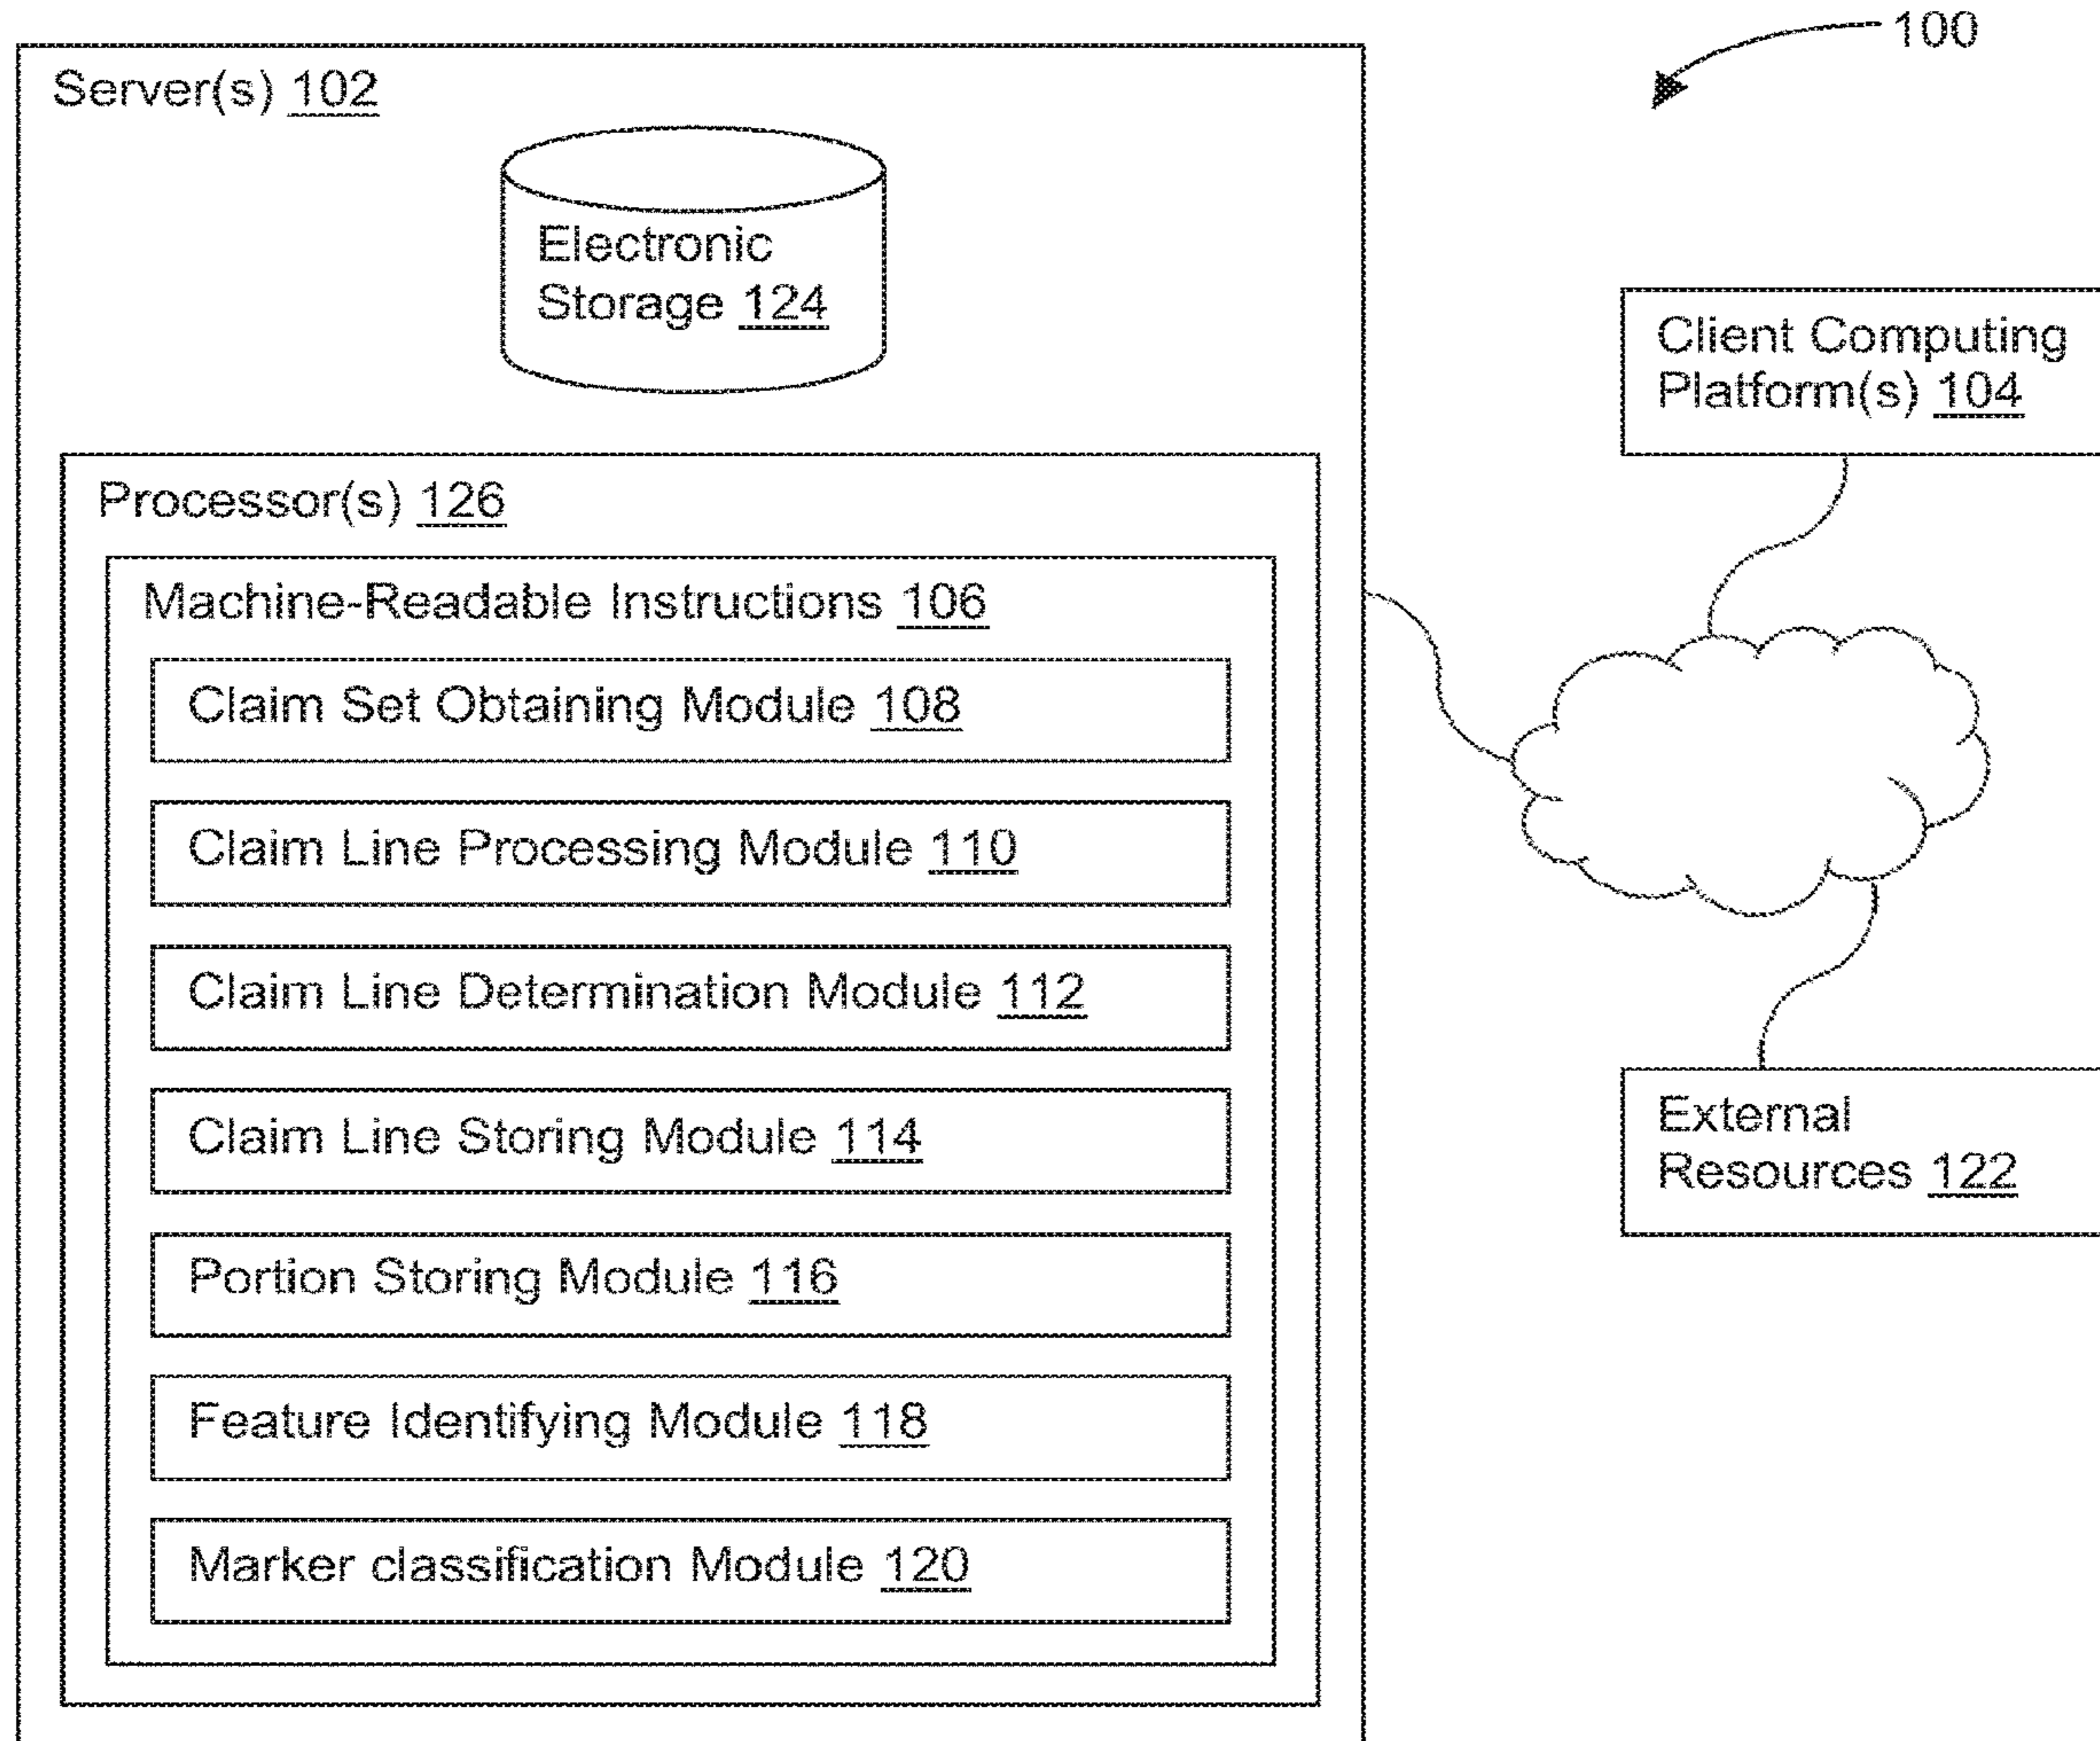 100
Server(s) 102
Electronic
Storage 124
Client Computing
Platform(s) 104
Processor(s) 126
Machine-Readable Instructions 106
Claim Set Obtaining Module 108
Claim Line Processing Module 110
Claim Line Determination Module 112
Claim Line Storing Module 114
External
Resources 122
Portion Storing Module 116
Feature Identifying Module 118
Marker classification Module 120